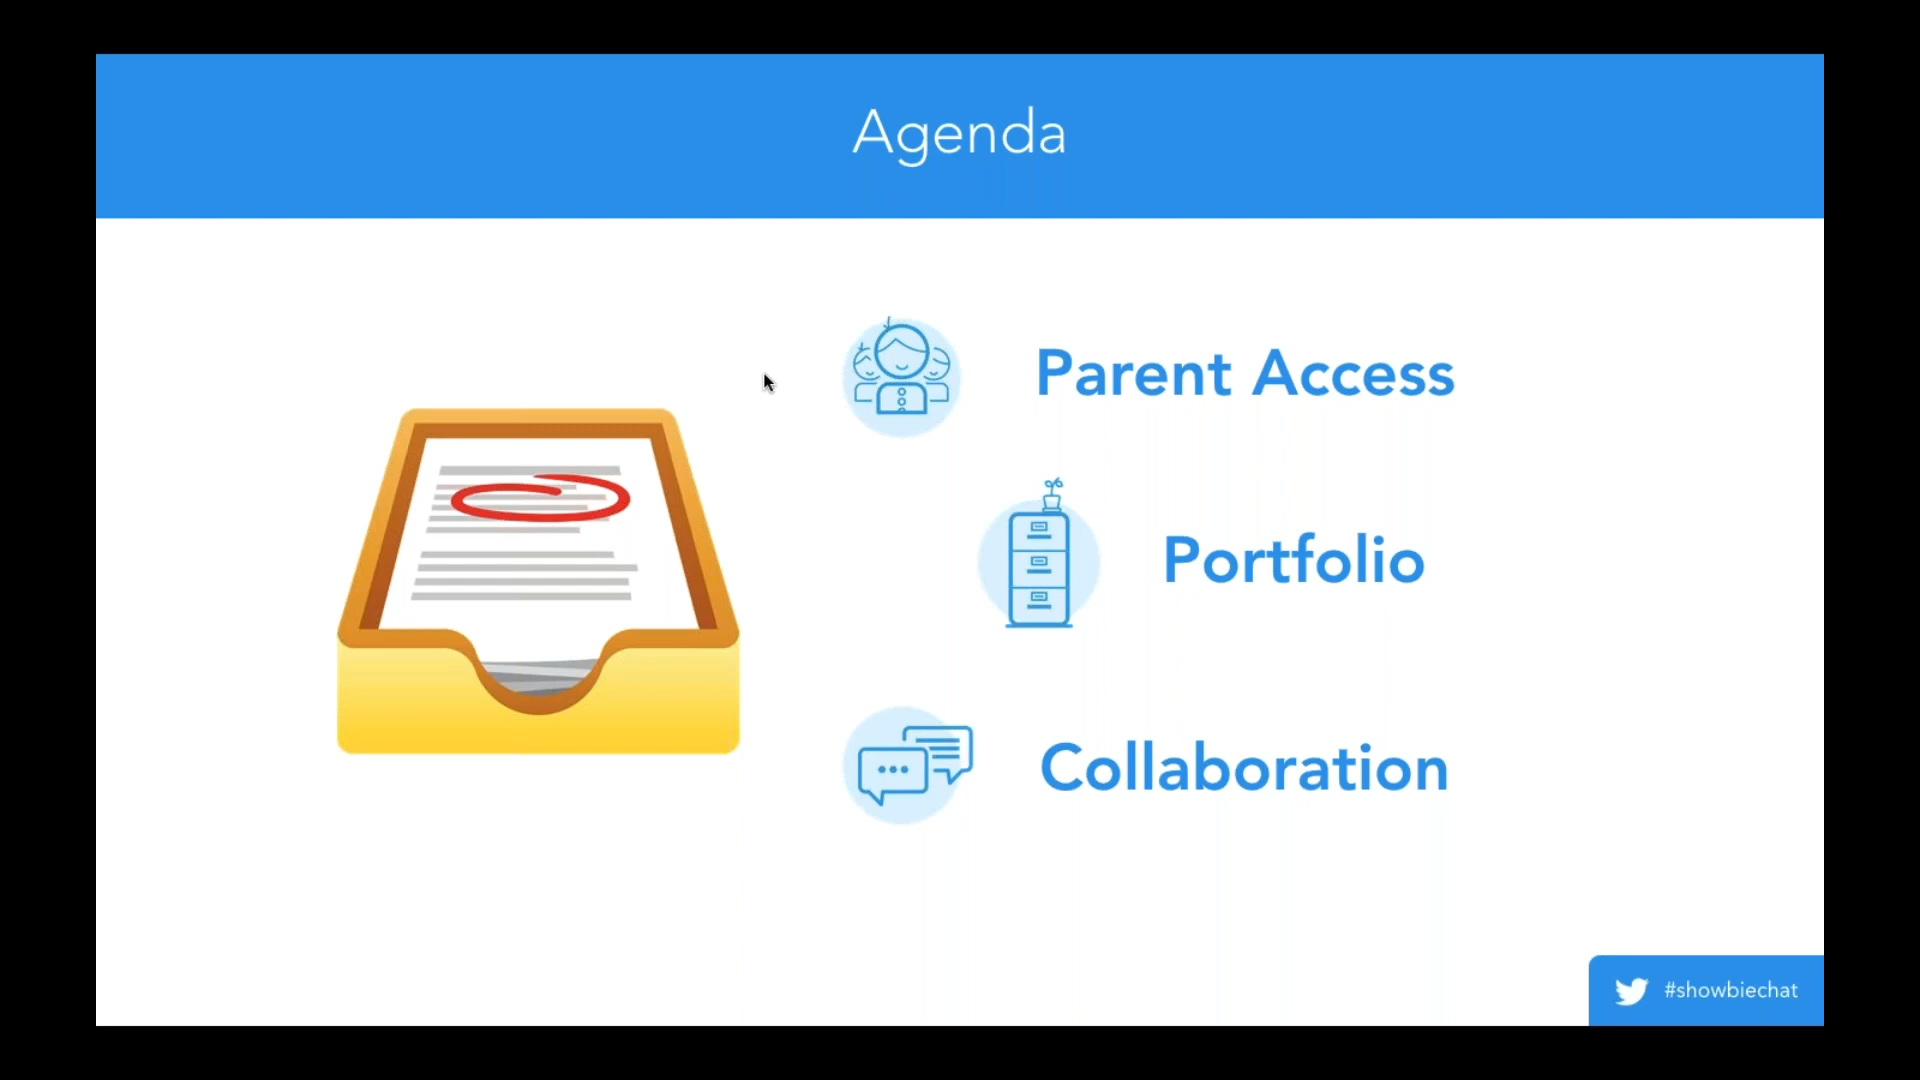 Agenda
Parent Access
Portfolio
Collaboration
#showbiechat